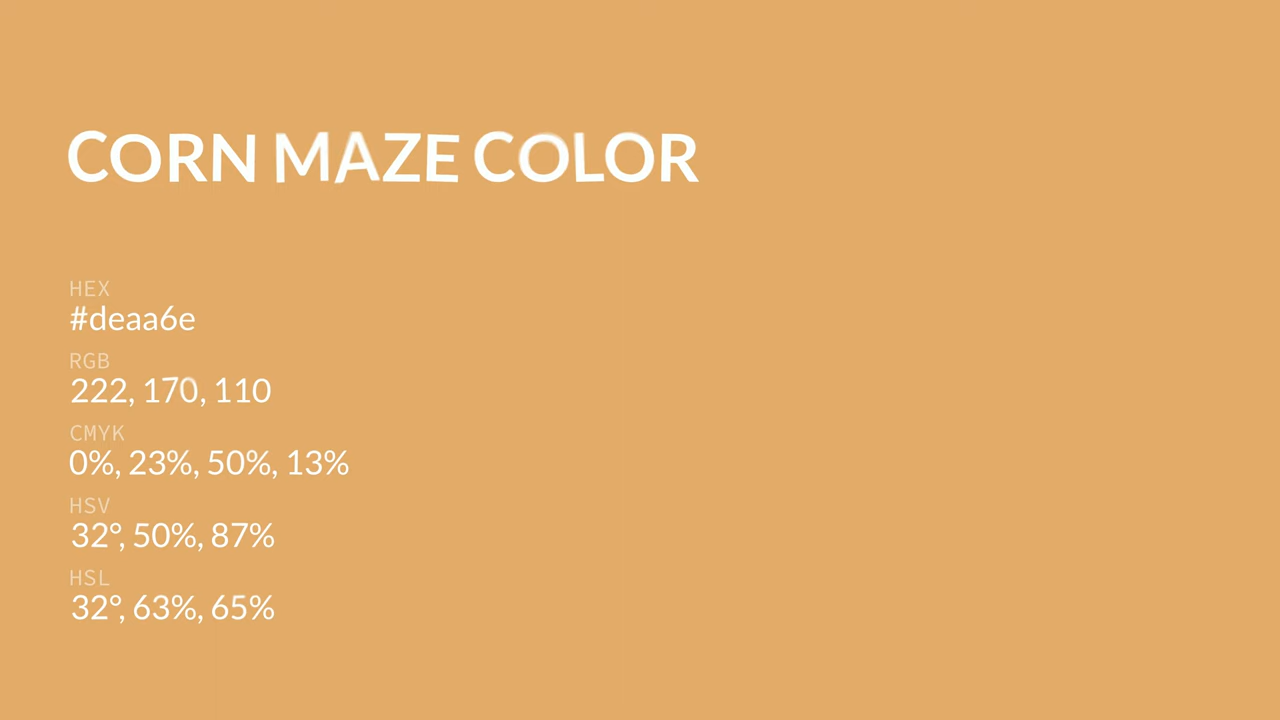 CORN MAZE COLOR
HEX
#deaa6e
RGB
222, 170, 110
CMYK
0%, 23%, 50%, 13%
HSV
32°, 50%, 87%
HSL
32°, 63%, 65%